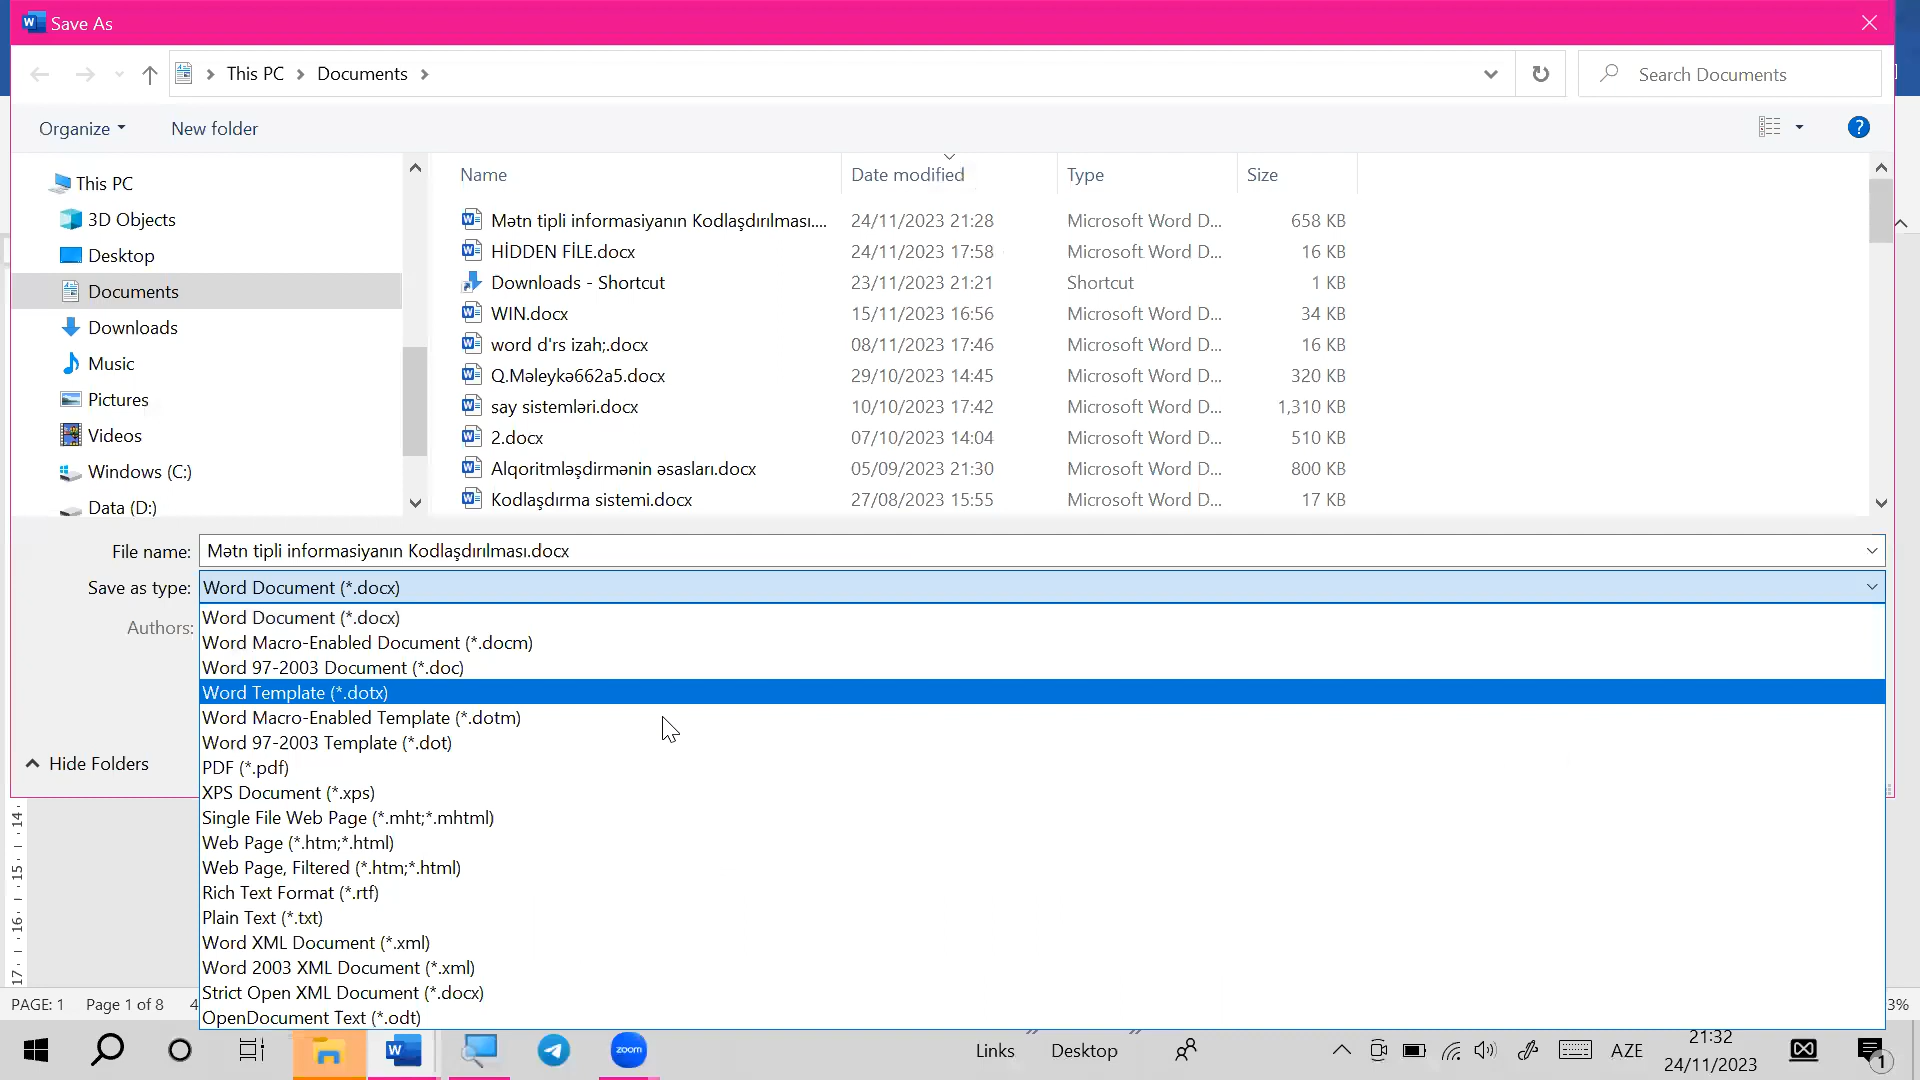 Save As
This PC
Documents
Search Documents
Organize
New folder
This PC
3D Objects
Desktop
Documents
Downloads
Music
Pictures
Videos
Windows (C:)
Data (D:)
Name Date modified Type Size
Mətn tipli informasiyanın Kodlaşdırılması.... 24/11/2023 21:28 Microsoft Word D... 658 KB
HİDDEN FİLE.docx 24/11/2023 17:58 Microsoft Word D... 16 KB
Downloads - Shortcut 23/11/2023 21:21 Shortcut 1 KB
WIN.docx 15/11/2023 16:56 Microsoft Word D... 34 KB
word d'rs izah;.docx 08/11/2023 17:46 Microsoft Word D... 16 KB
Q.Məleykə662a5.docx 29/10/2023 14:45 Microsoft Word D... 320 KB
say sistemləri.docx 10/10/2023 17:42 Microsoft Word D... 1,310 KB
2.docx 07/10/2023 14:04 Microsoft Word D... 510 KB
Alqoritmləşdirmənin əsasları.docx 05/09/2023 21:30 Microsoft Word D... 800 KB
Kodlaşdırma sistemi.docx 27/08/2023 15:55 Microsoft Word D... 17 KB
File name: Mətn tipli informasiyanın Kodlaşdırılması.docx
Save as type: Word Document (*.docx)
Authors:
Word Document (*.docx)
Word Macro-Enabled Document (*.docm)
Word 97-2003 Document (*.doc)
Word Template (*.dotx)
Word Macro-Enabled Template (*.dotm)
Word 97-2003 Template (*.dot)
PDF (*.pdf)
XPS Document (*.xps)
Single File Web Page (*.mht;*.mhtml)
Web Page (*.htm;*.html)
Web Page, Filtered (*.htm;*.html)
Rich Text Format (*.rtf)
Plain Text (*.txt)
Word XML Document (*.xml)
Word 2003 XML Document (*.xml)
Strict Open XML Document (*.docx)
OpenDocument Text (*.odt)
Hide Folders
14
15
16
17
PAGE: 1 Page 1 of 8 4
3%
W
zoom
Links
Desktop
AZE
21:32
24/11/2023
1